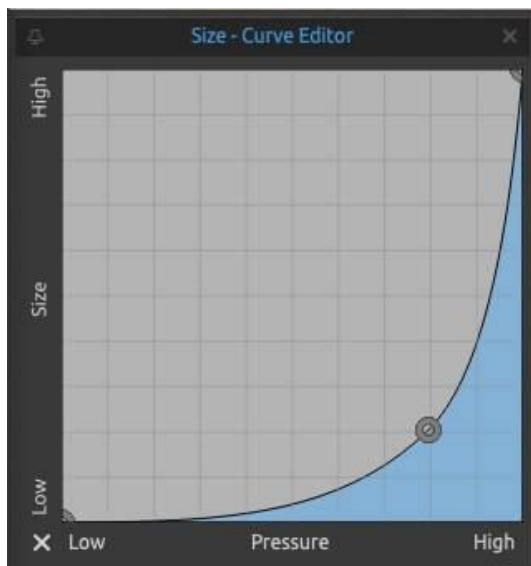 Size - Curve Editor
High
Size
Low
Low Pressure High